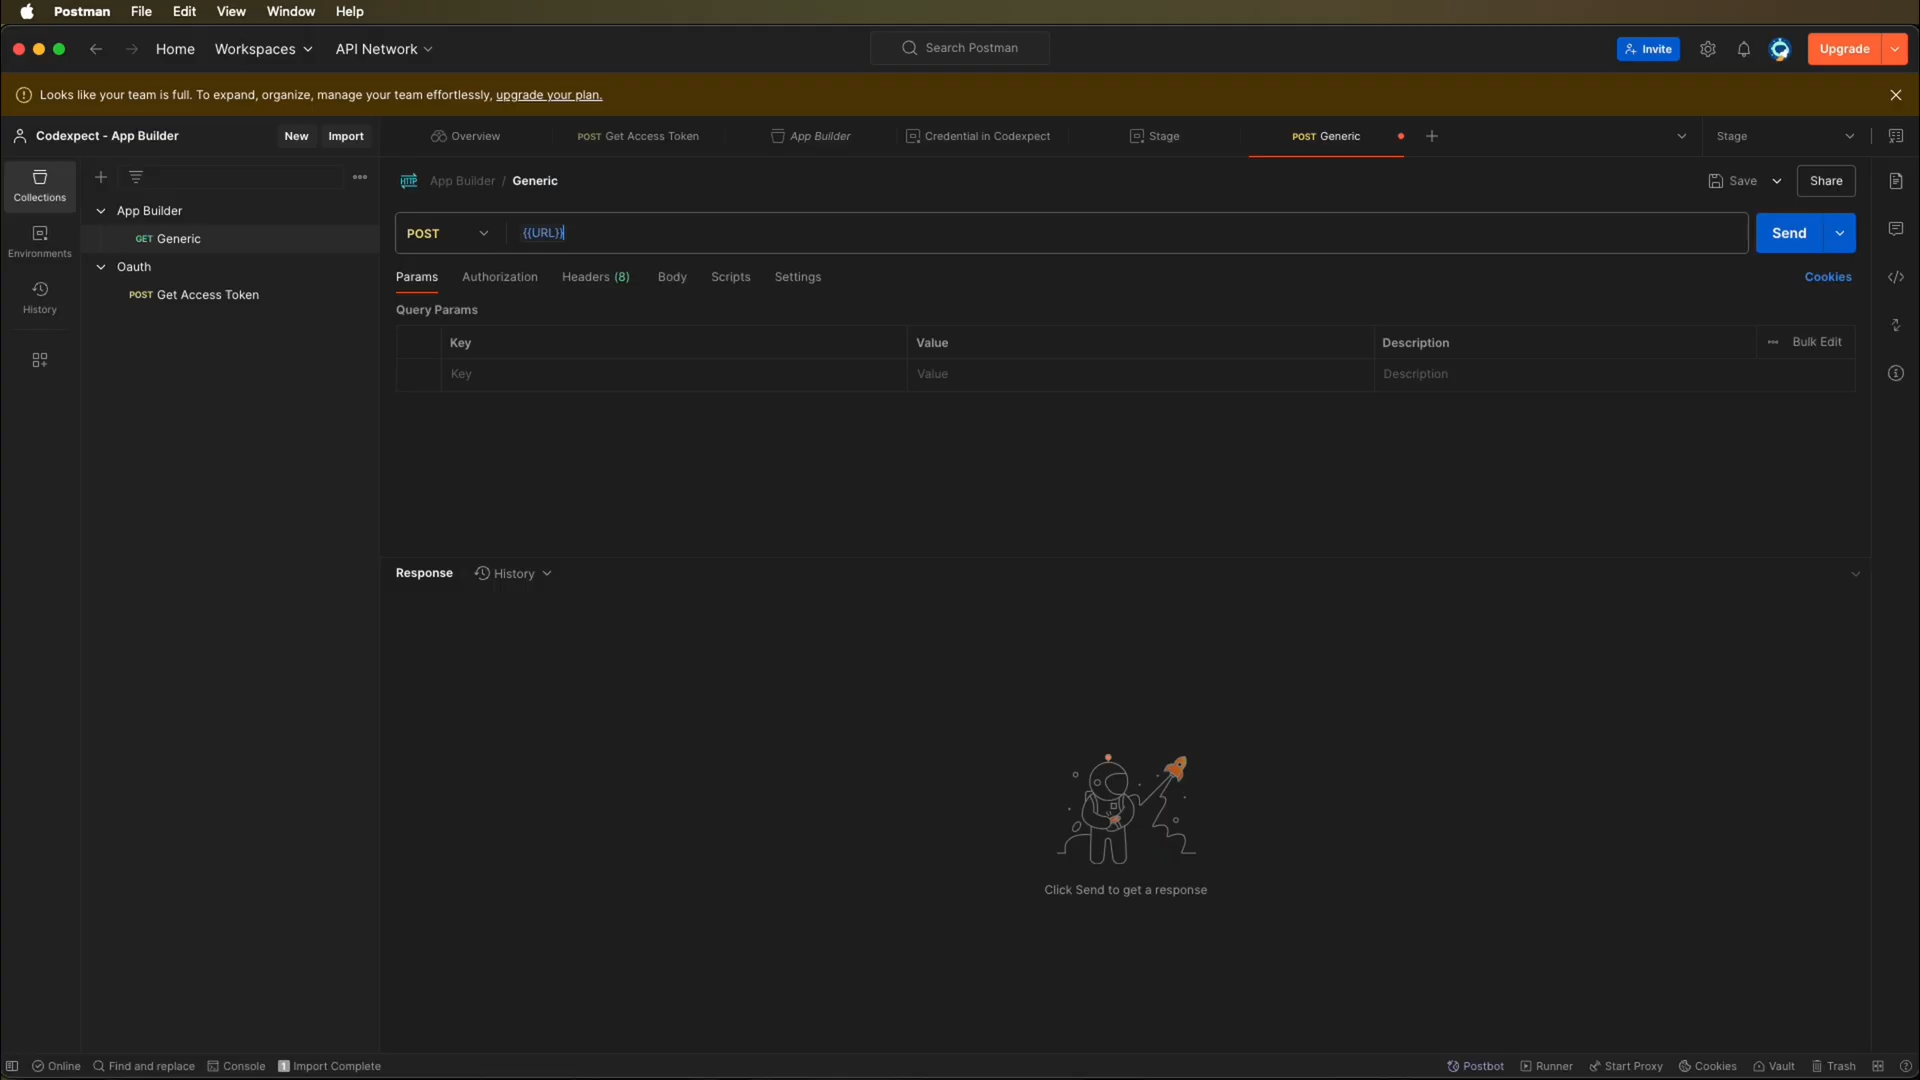 Postman File Edit View Window Help
Home Workspaces API Network Search Postman Invite Upgrade
Looks like your team is full. To expand, organize, manage your team effortlessly, upgrade your plan.
Codexpect - App Builder New Import Overview POST Get Access Token App Builder Credential in Codexpect Stage POST Generic Stage
Collections
Environments
History
App Builder
GET Generic
Oauth
POST Get Access Token
HTTP App Builder / Generic Save Share
POST {{URL}} Send
Params Authorization Headers (8) Body Scripts Settings Cookies
Query Params
Key Value Description Bulk Edit
Key Value Description
Response History
Click Send to get a response
Online Find and replace Console 1 Import Complete Postbot Runner Start Proxy Cookies Vault Trash